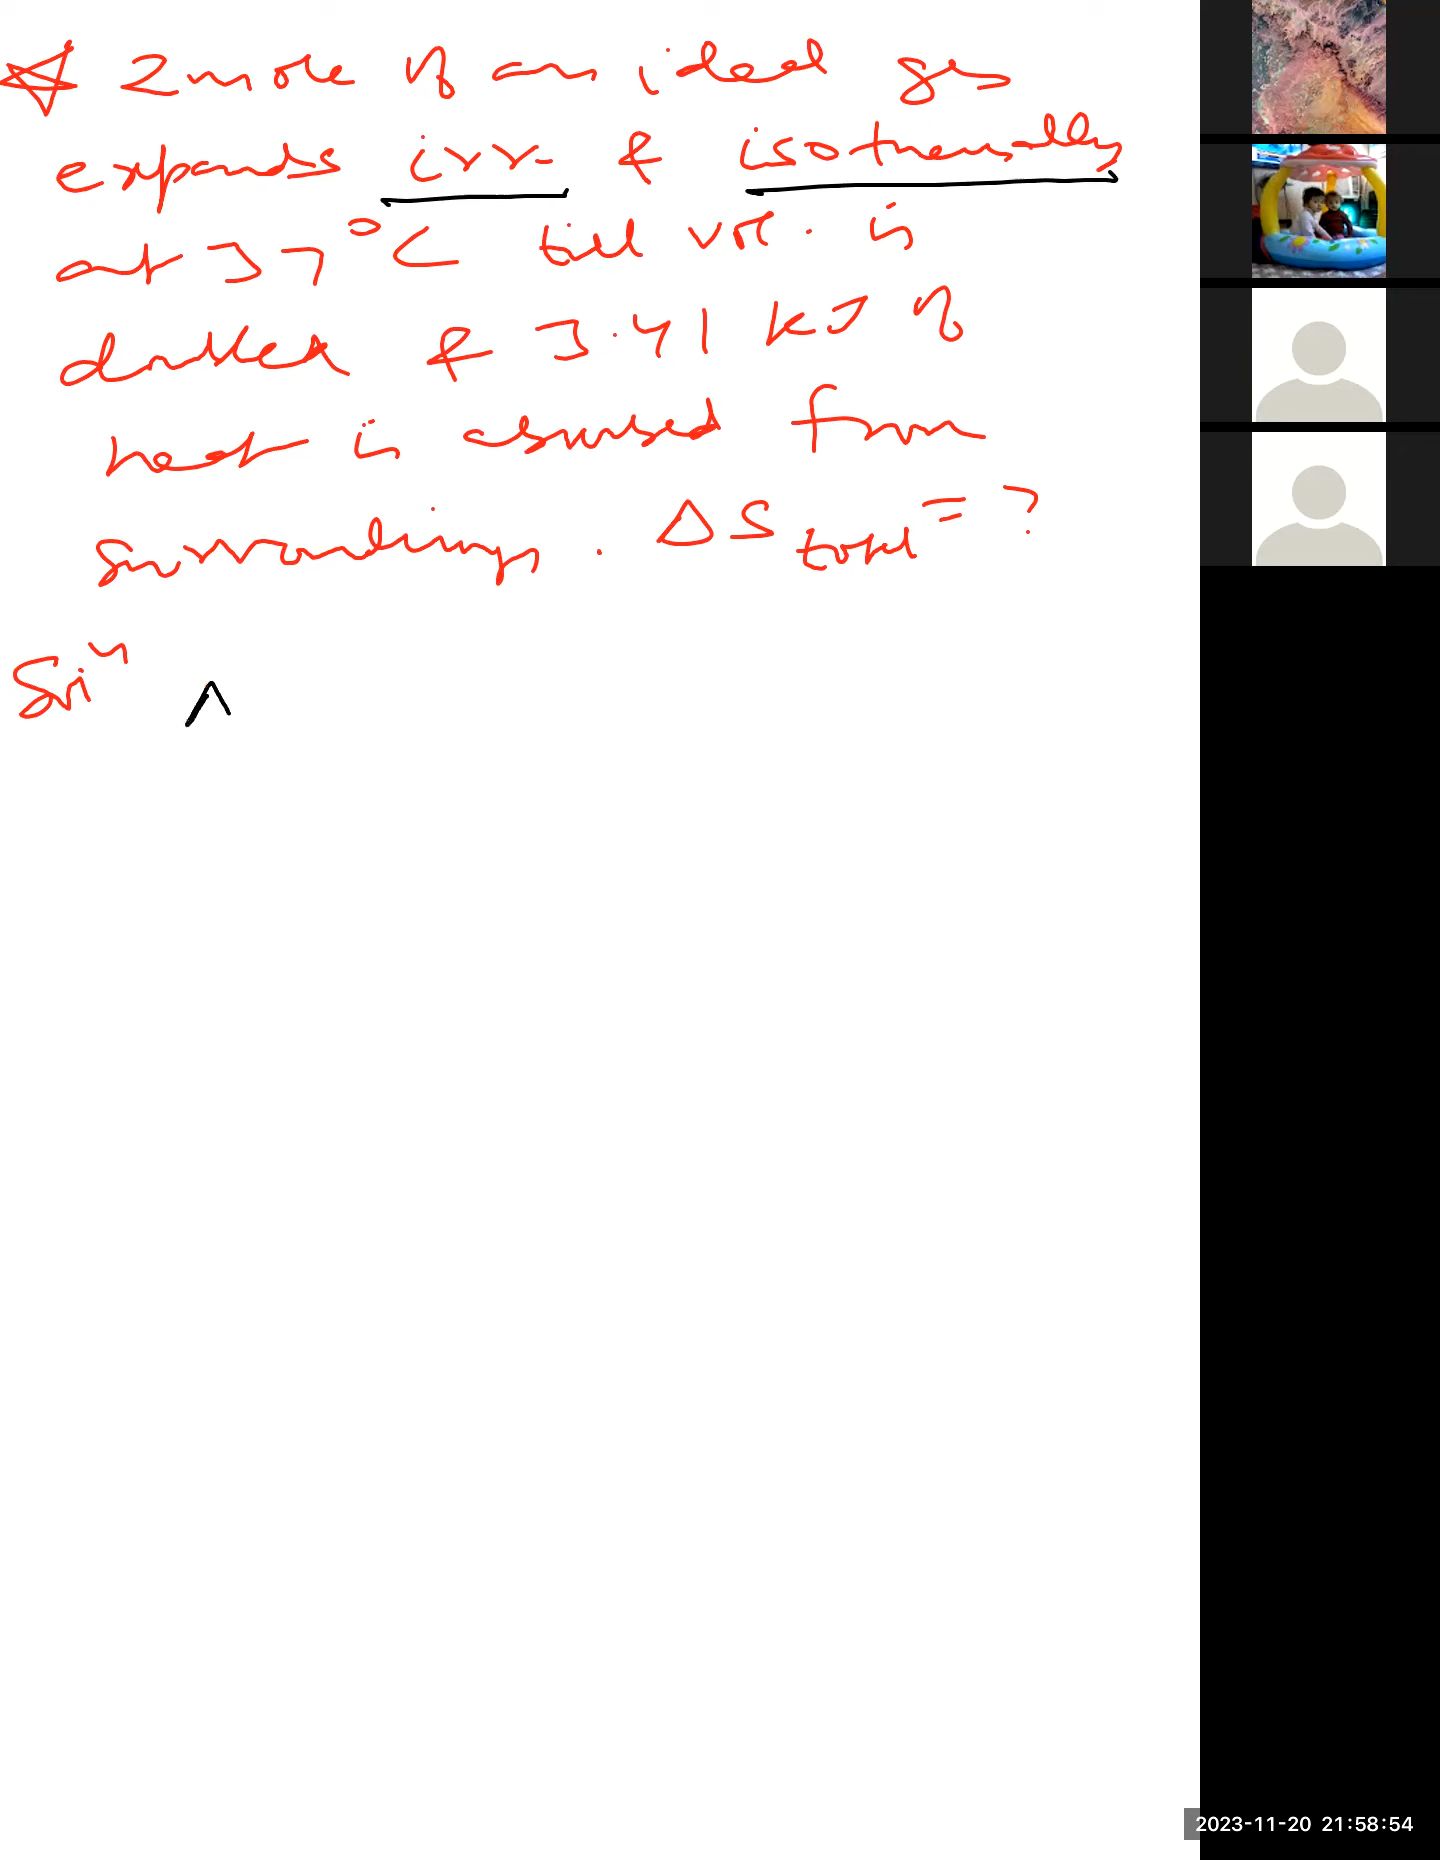 2 mole of an ideal gas
expands irr. & isothermally
at 37°C till vol. is
doubled & 3.41 kJ of
heat is absorbed from
surroundings. ΔS total = ?
Solⁿ
2023-11-20 21:58:54